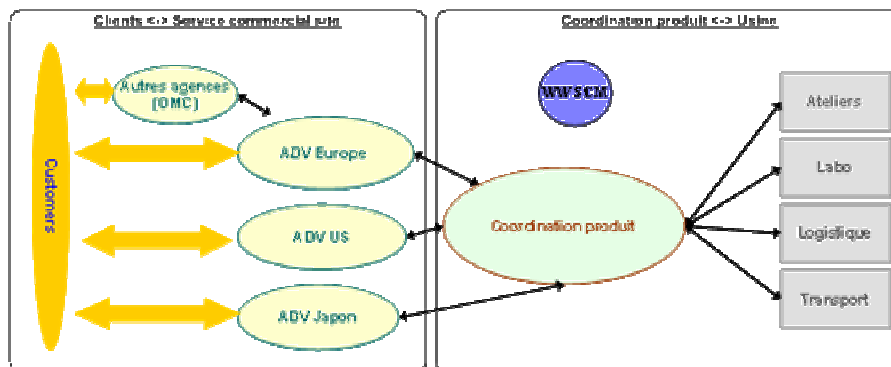 Clients <-> Service commercial
Coordination produit <-> Usine
Autres agences
(OMC)
WWSCM
Ateliers
ADV Europe
Customers
Labo
Coordination produit
ADV US
Logistique
Transport
ADV Japon